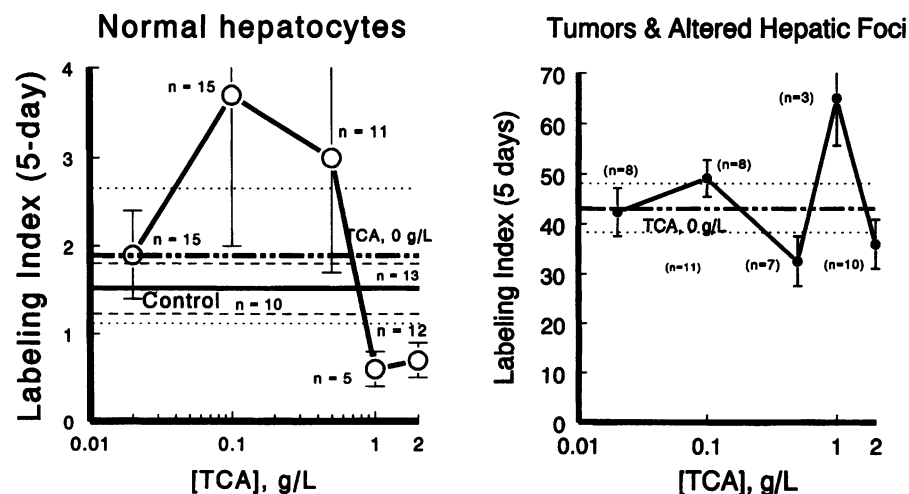 Normal hepatocytes
Labeling Index (5-day)
4
3
2
1
0
n = 15
n = 11
n = 15
TCA, 0 g/L
n = 13
Control
n = 10
n = 12
n = 5
0.01
0.1
1
2
[TCA], g/L
Tumors & Altered Hepatic Foci
Labeling Index (5 days)
70
60
50
40
30
20
10
0
(n=3)
(n=8)
(n=8)
TCA, 0 g/L
(n=11)
(n=7)
(n=10)
0.01
0.1
1
2
[TCA], g/L